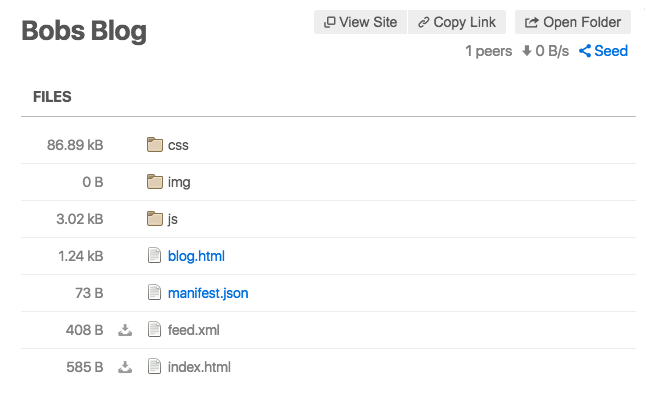 Bobs Blog
View Site Copy Link Open Folder
1 peers 0 B/s Seed
FILES
86.89 kB css
0 B img
3.02 kB js
1.24 kB blog.html
73 B manifest.json
408 B feed.xml
585 B index.html